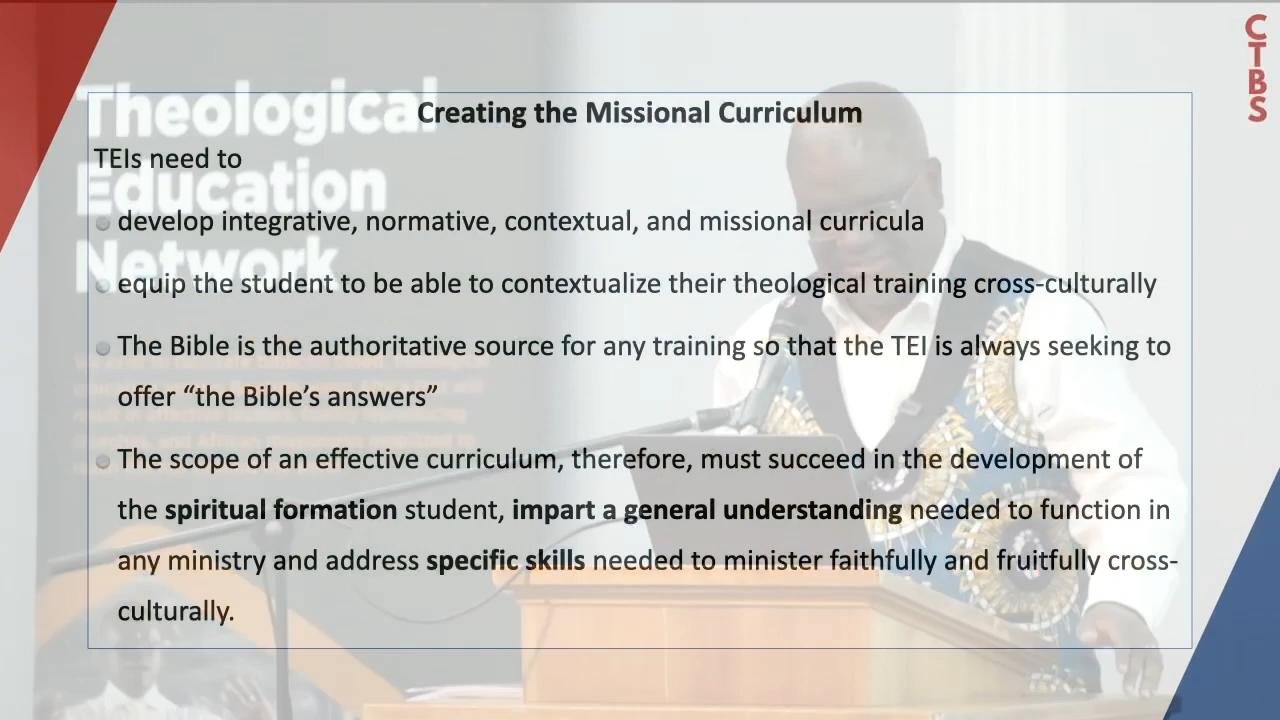 Theological
Education
Network
C
T
B
S
Creating the Missional Curriculum
TEIs need to
develop integrative, normative, contextual, and missional curricula
equip the student to be able to contextualize their theological training cross-culturally
The Bible is the authoritative source for any training so that the TEI is always seeking to
offer “the Bible’s answers”
The scope of an effective curriculum, therefore, must succeed in the development of
the spiritual formation student, impart a general understanding needed to function in
any ministry and address specific skills needed to minister faithfully and fruitfully cross-
culturally.